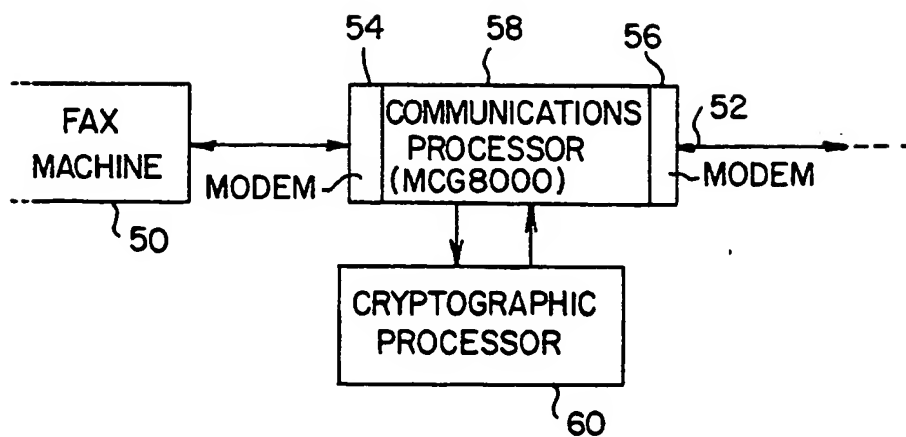 54
58
56
FAX
MACHINE
COMMUNICATIONS
PROCESSOR
(MCG8000)
52
MODEM
MODEM
50
CRYPTOGRAPHIC
PROCESSOR
60